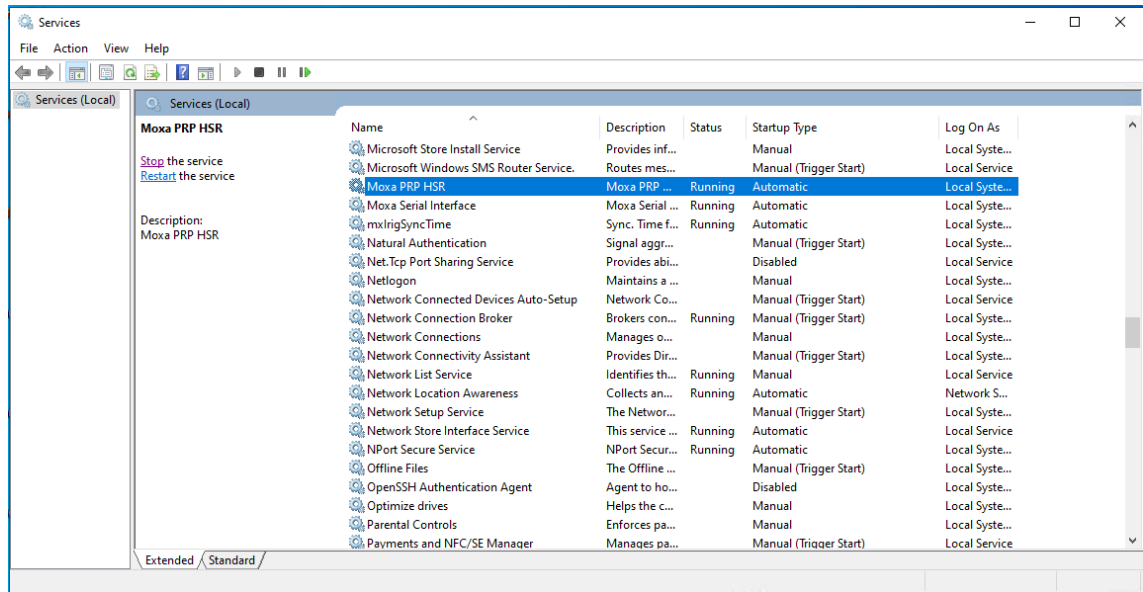 Services
File Action View Help
Services (Local)
Services (Local)
Moxa PRP HSR
Stop the service
Restart the service
Description:
Moxa PRP HSR
Name Description Status Startup Type Log On As
Microsoft Store Install Service Provides inf... Manual Local Syste...
Microsoft Windows SMS Router Service. Routes mes... Manual (Trigger Start) Local Service
Moxa PRP HSR Moxa PRP ... Running Automatic Local Syste...
Moxa Serial Interface Moxa Serial ... Running Automatic Local Syste...
mxIrigSyncTime Sync. Time f... Running Automatic Local Syste...
Natural Authentication Signal aggr... Manual (Trigger Start) Local Syste...
Net.Tcp Port Sharing Service Provides abi... Disabled Local Service
Netlogon Maintains a ... Manual Local Syste...
Network Connected Devices Auto-Setup Network Co... Manual (Trigger Start) Local Service
Network Connection Broker Brokers con... Running Manual (Trigger Start) Local Syste...
Network Connections Manages o... Manual Local Syste...
Network Connectivity Assistant Provides Dir... Manual (Trigger Start) Local Syste...
Network List Service Identifies th... Running Manual Local Service
Network Location Awareness Collects an... Running Automatic Network S...
Network Setup Service The Networ... Manual (Trigger Start) Local Syste...
Network Store Interface Service This service ... Running Automatic Local Service
NPort Secure Service NPort Secur... Running Automatic Local Syste...
Offline Files The Offline ... Manual (Trigger Start) Local Syste...
OpenSSH Authentication Agent Agent to ho... Disabled Local Syste...
Optimize drives Helps the c... Manual Local Syste...
Parental Controls Enforces pa... Manual Local Syste...
Payments and NFC/SE Manager Manages pa... Manual (Trigger Start) Local Service
Extended Standard